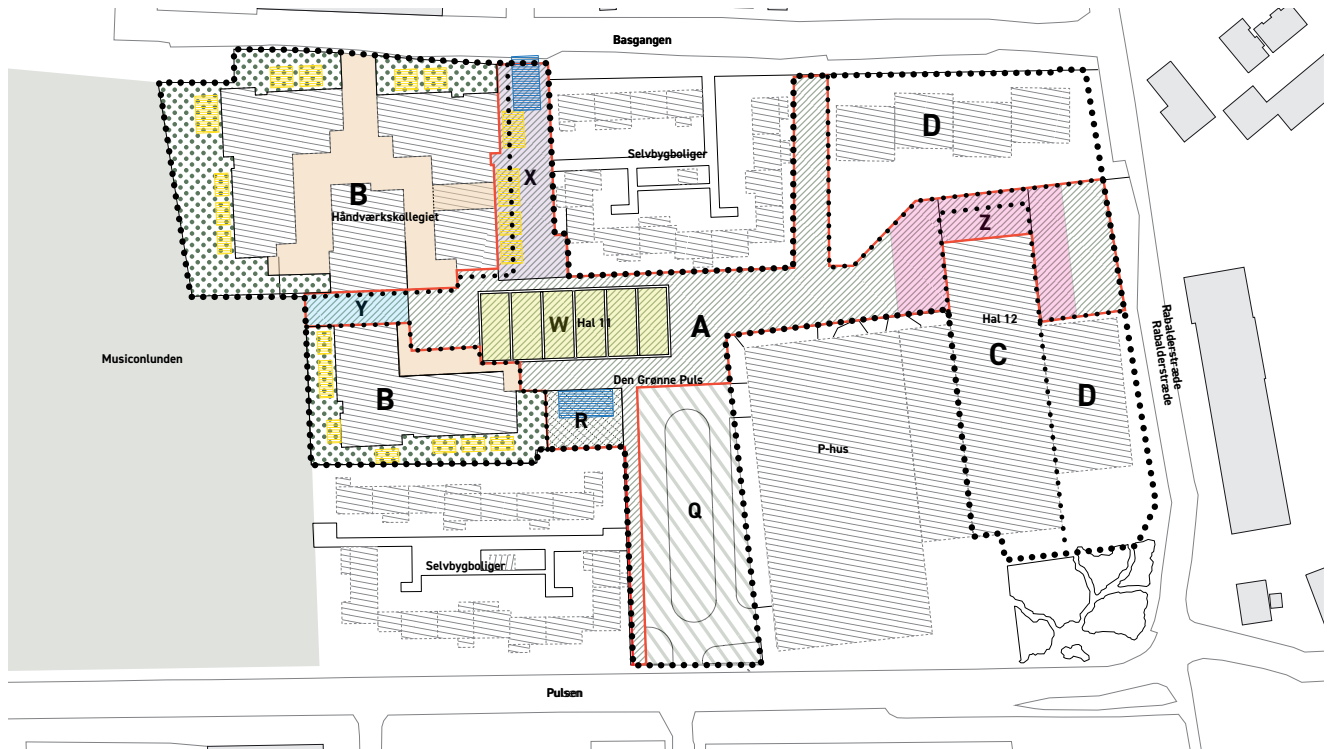 Basgangen
D
Selvbygboliger
X
B
Håndværkskollegiet
Z
Y
W
Hal 11
A
Hal 12
Rabalderstræde
Rabalderstræde
Musiconlunden
C
Den Grønne Puls
B
D
R
P-hus
Q
Selvbygboliger
Pulsen